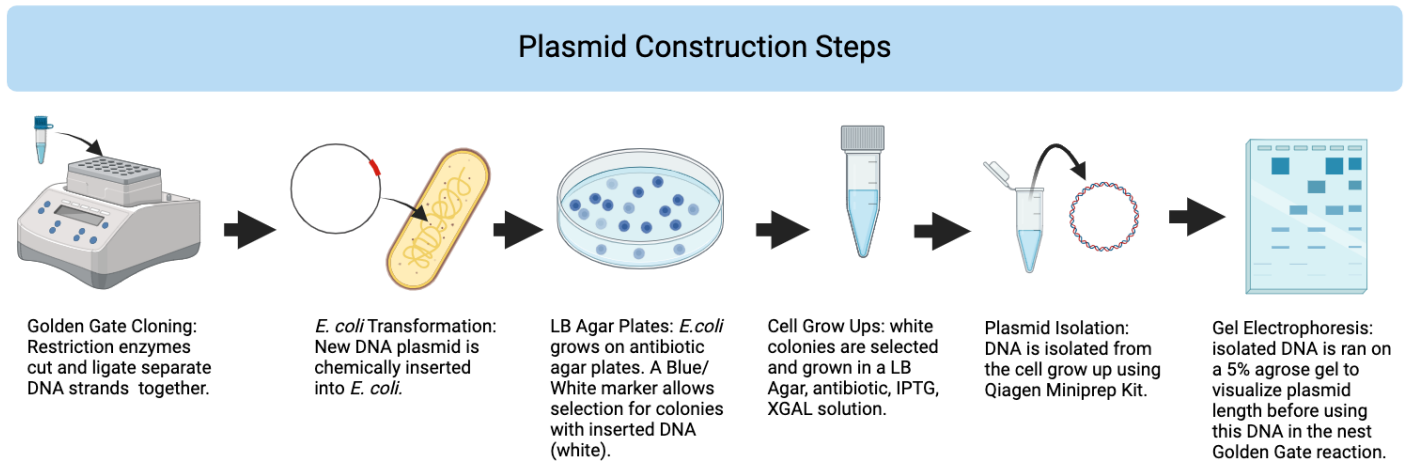 Plasmid Construction Steps
Golden Gate Cloning:
Restriction enzymes
cut and ligate separate
DNA strands together.
E. coli Transformation:
New DNA plasmid is
chemically inserted
into E. coli.
LB Agar Plates: E.coli
grows on antibiotic
agar plates. A Blue/
White marker allows
selection for colonies
with inserted DNA
(white).
Cell Grow Ups: white
colonies are selected
and grown in a LB
Agar, antibiotic, IPTG,
XGAL solution.
Plasmid Isolation:
DNA is isolated from
the cell grow up using
Qiagen Miniprep Kit.
Gel Electrophoresis:
isolated DNA is ran on
a 5% agrose gel to
visualize plasmid
length before using
this DNA in the nest
Golden Gate reaction.